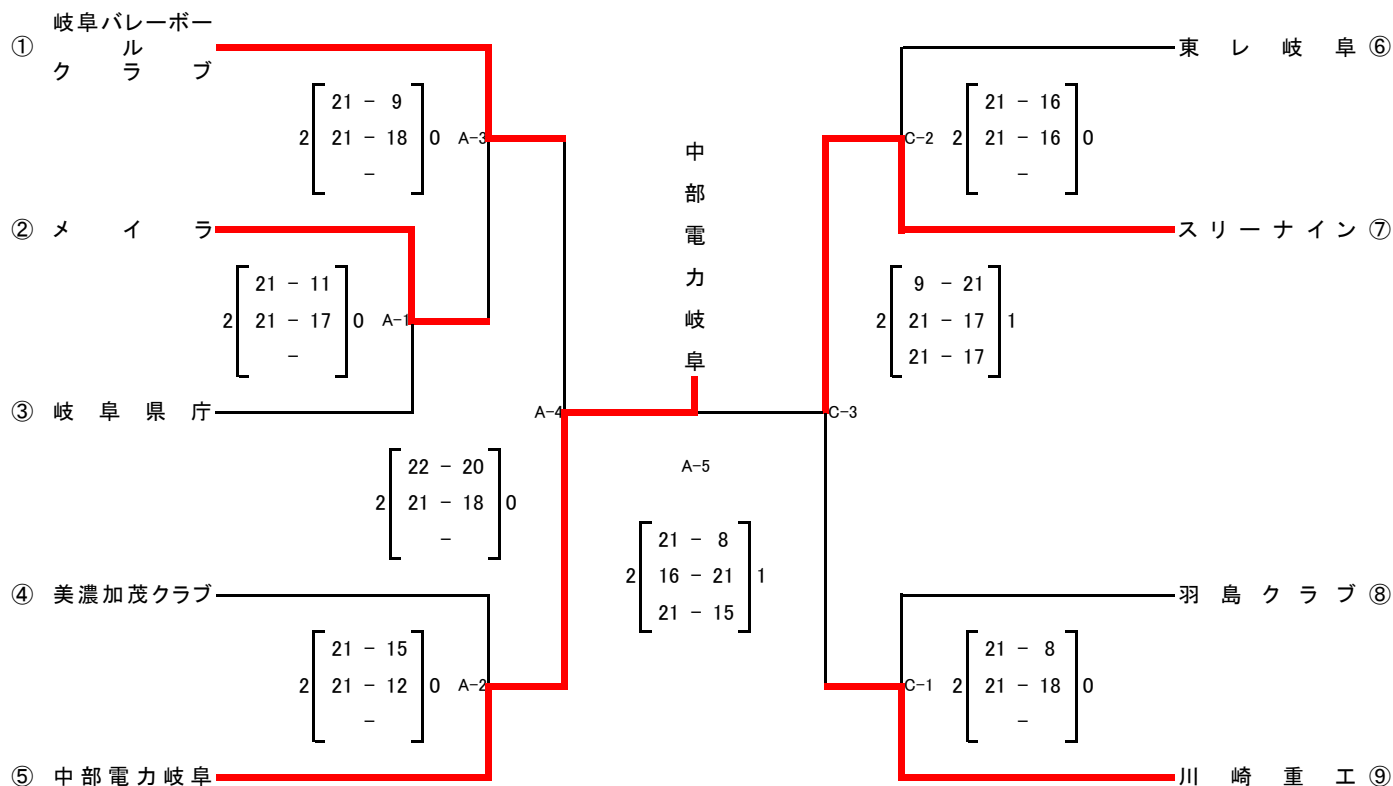 ① 岐阜バレーボールクラブ
21 - 9
2 21 - 18 0 A-3
-
② メイラ
21 - 11
2 21 - 17 0 A-1
-
③ 岐阜県庁
A-4
22 - 20
2 21 - 18 0
-
④ 美濃加茂クラブ
21 - 15
2 21 - 12 0 A-2
-
⑤ 中部電力岐阜
中部電力岐阜
A-5
21 - 8
2 16 - 21 1
21 - 15
東レ岐阜 ⑥
21 - 16
C-2 2 21 - 16 0
-
スリーナイン ⑦
9 - 21
2 21 - 17 1
21 - 17
C-3
羽島クラブ ⑧
21 - 8
C-1 2 21 - 18 0
-
川崎重工 ⑨